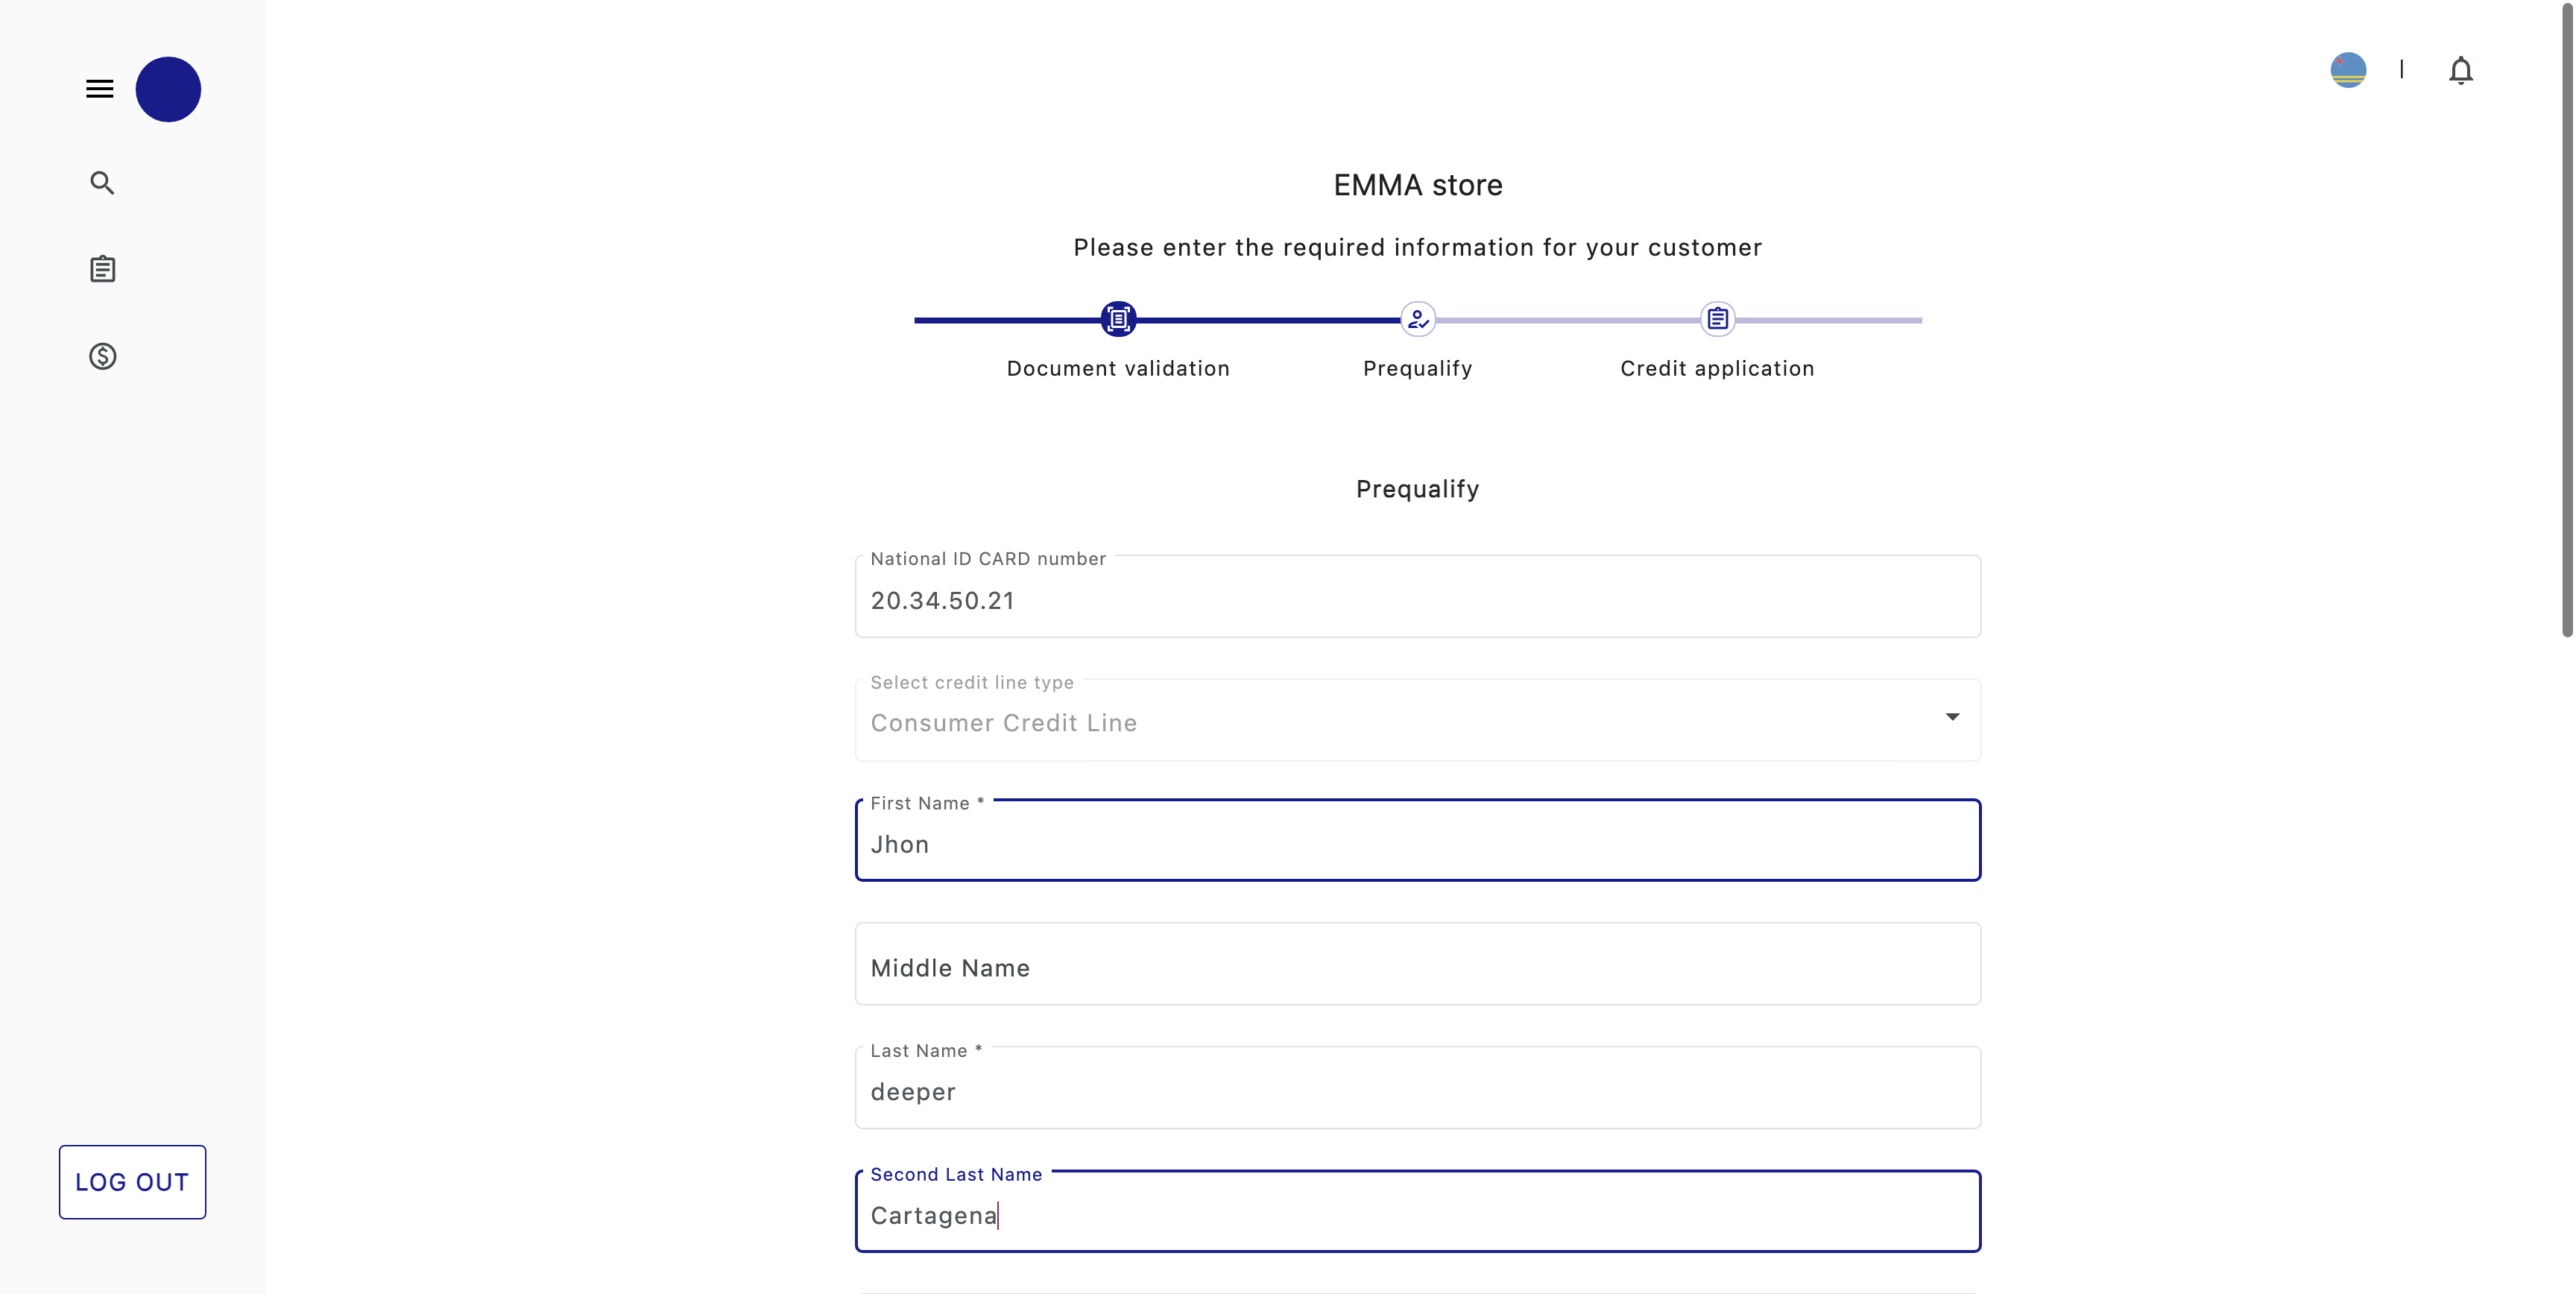 EMMA store
Please enter the required information for your customer
Document validation
Prequalify
Credit application
Prequalify
National ID CARD number
20.34.50.21
Select credit line type
Consumer Credit Line
First Name *
Jhon
Middle Name
Last Name *
deeper
Second Last Name
Cartagena
LOG OUT